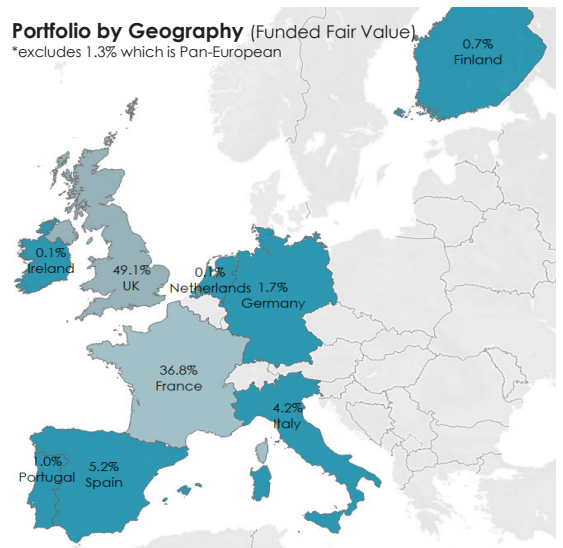 Portfolio by Geography (Funded Fair Value)
*excludes 1.3% which is Pan-European
0.7%
Finland
0.1%
Ireland
49.1%
UK
0.1%
Netherlands
1.7%
Germany
36.8%
France
4.2%
Italy
1.0%
Portugal
5.2%
Spain